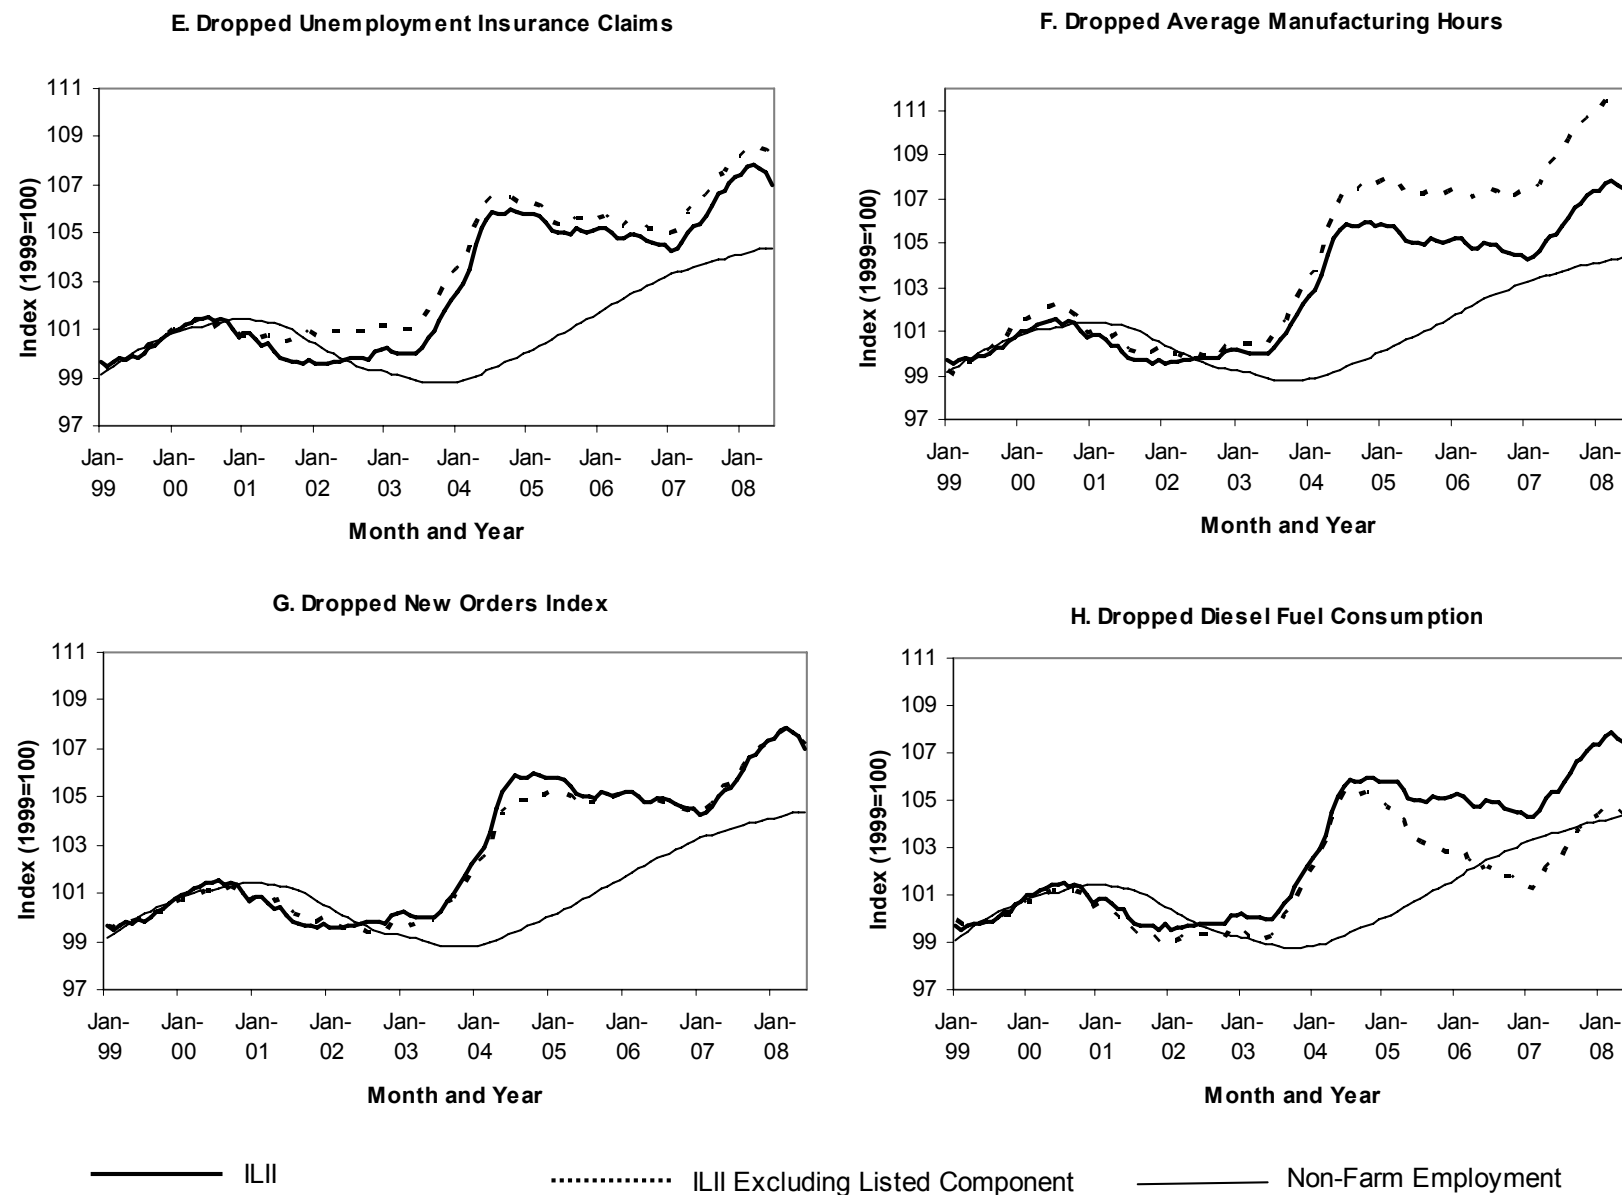 E. Dropped Unemployment Insurance Claims
111
109
107
105
103
101
99
97
Index (1999=100)
Jan- Jan- Jan- Jan- Jan- Jan- Jan- Jan- Jan- Jan-
99 00 01 02 03 04 05 06 07 08
Month and Year
F. Dropped Average Manufacturing Hours
111
109
107
105
103
101
99
97
Index (1999=100)
Jan- Jan- Jan- Jan- Jan- Jan- Jan- Jan- Jan- Jan-
99 00 01 02 03 04 05 06 07 08
Month and Year
G. Dropped New Orders Index
111
109
107
105
103
101
99
97
Index (1999=100)
Jan- Jan- Jan- Jan- Jan- Jan- Jan- Jan- Jan- Jan-
99 00 01 02 03 04 05 06 07 08
Month and Year
H. Dropped Diesel Fuel Consumption
111
109
107
105
103
101
99
97
Index (1999=100)
Jan- Jan- Jan- Jan- Jan- Jan- Jan- Jan- Jan- Jan-
99 00 01 02 03 04 05 06 07 08
Month and Year
ILII ILII Excluding Listed Component Non-Farm Employment